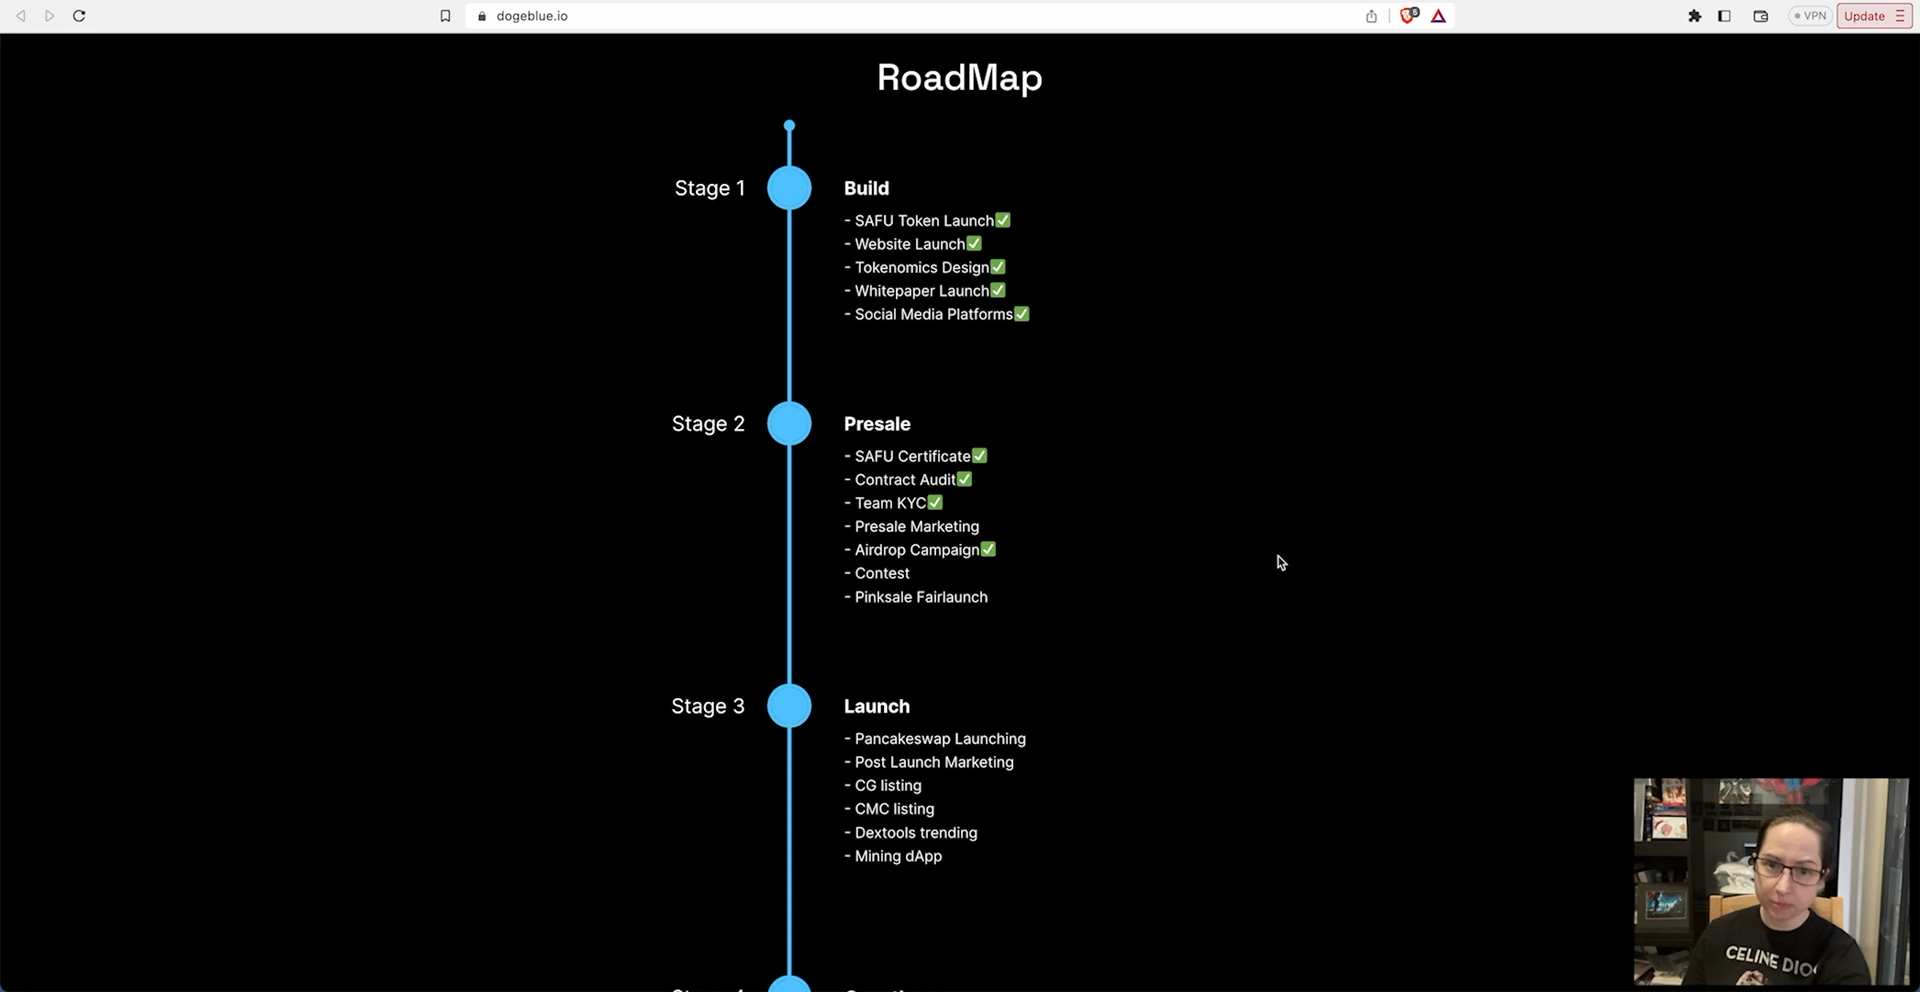 dogeblue.io
5
VPN
Update
RoadMap
Stage 1
Build
- SAFU Token Launch✅
- Website Launch✅
- Tokenomics Design✅
- Whitepaper Launch✅
- Social Media Platforms✅
Stage 2
Presale
- SAFU Certificate✅
- Contract Audit✅
- Team KYC✅
- Presale Marketing
- Airdrop Campaign✅
- Contest
- Pinksale Fairlaunch
Stage 3
Launch
- Pancakeswap Launching
- Post Launch Marketing
- CG listing
- CMC listing
- Dextools trending
- Mining dApp
CELINE DIO